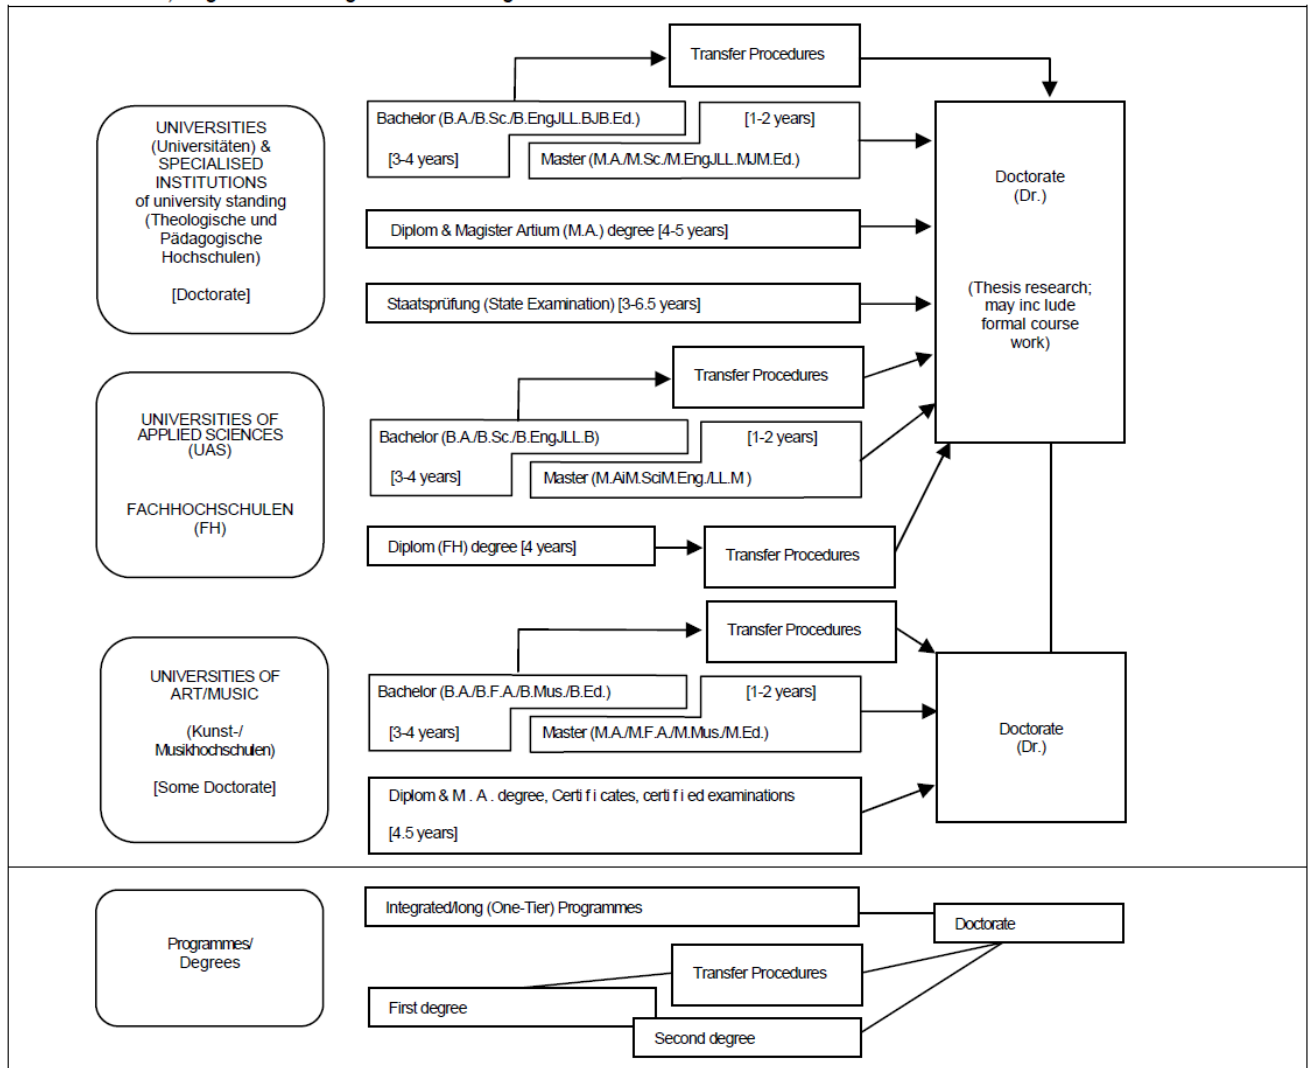 Transfer Procedures
UNIVERSITIES
(Universitäten) &
SPECIALISED
INSTITUTIONS
of university standing
(Theologische und
Pädagogische
Hochschulen)
[Doctorate]
Bachelor (B.A./B.Sc./B.EngJLL.BJB.Ed.)
[3-4 years]
[1-2 years]
Master (M.A./M.Sc./M.EngJLL.MJM.Ed.)
Diplom & Magister Artium (M.A.) degree [4-5 years]
Staatsprüfung (State Examination) [3-6.5 years]
Doctorate
(Dr.)
(Thesis research;
may inc lude
formal course
work)
UNIVERSITIES OF
APPLIED SCIENCES
(UAS)
FACHHOCHSCHULEN
(FH)
Transfer Procedures
Bachelor (B.A./B.Sc./B.EngJLL.B)
[3-4 years]
[1-2 years]
Master (M.AiM.SciM.Eng./LL.M )
Diplom (FH) degree [4 years]
Transfer Procedures
UNIVERSITIES OF
ART/MUSIC
(Kunst-/
Musikhochschulen)
[Some Doctorate]
Transfer Procedures
Bachelor (B.A./B.F.A./B.Mus./B.Ed.)
[3-4 years]
[1-2 years]
Master (M.A./M.F.A./M.Mus./M.Ed.)
Diplom & M . A . degree, Certi f i cates, certi f i ed examinations
[4.5 years]
Doctorate
(Dr.)
Programmes/
Degrees
Integrated/long (One-Tier) Programmes
Doctorate
Transfer Procedures
First degree
Second degree